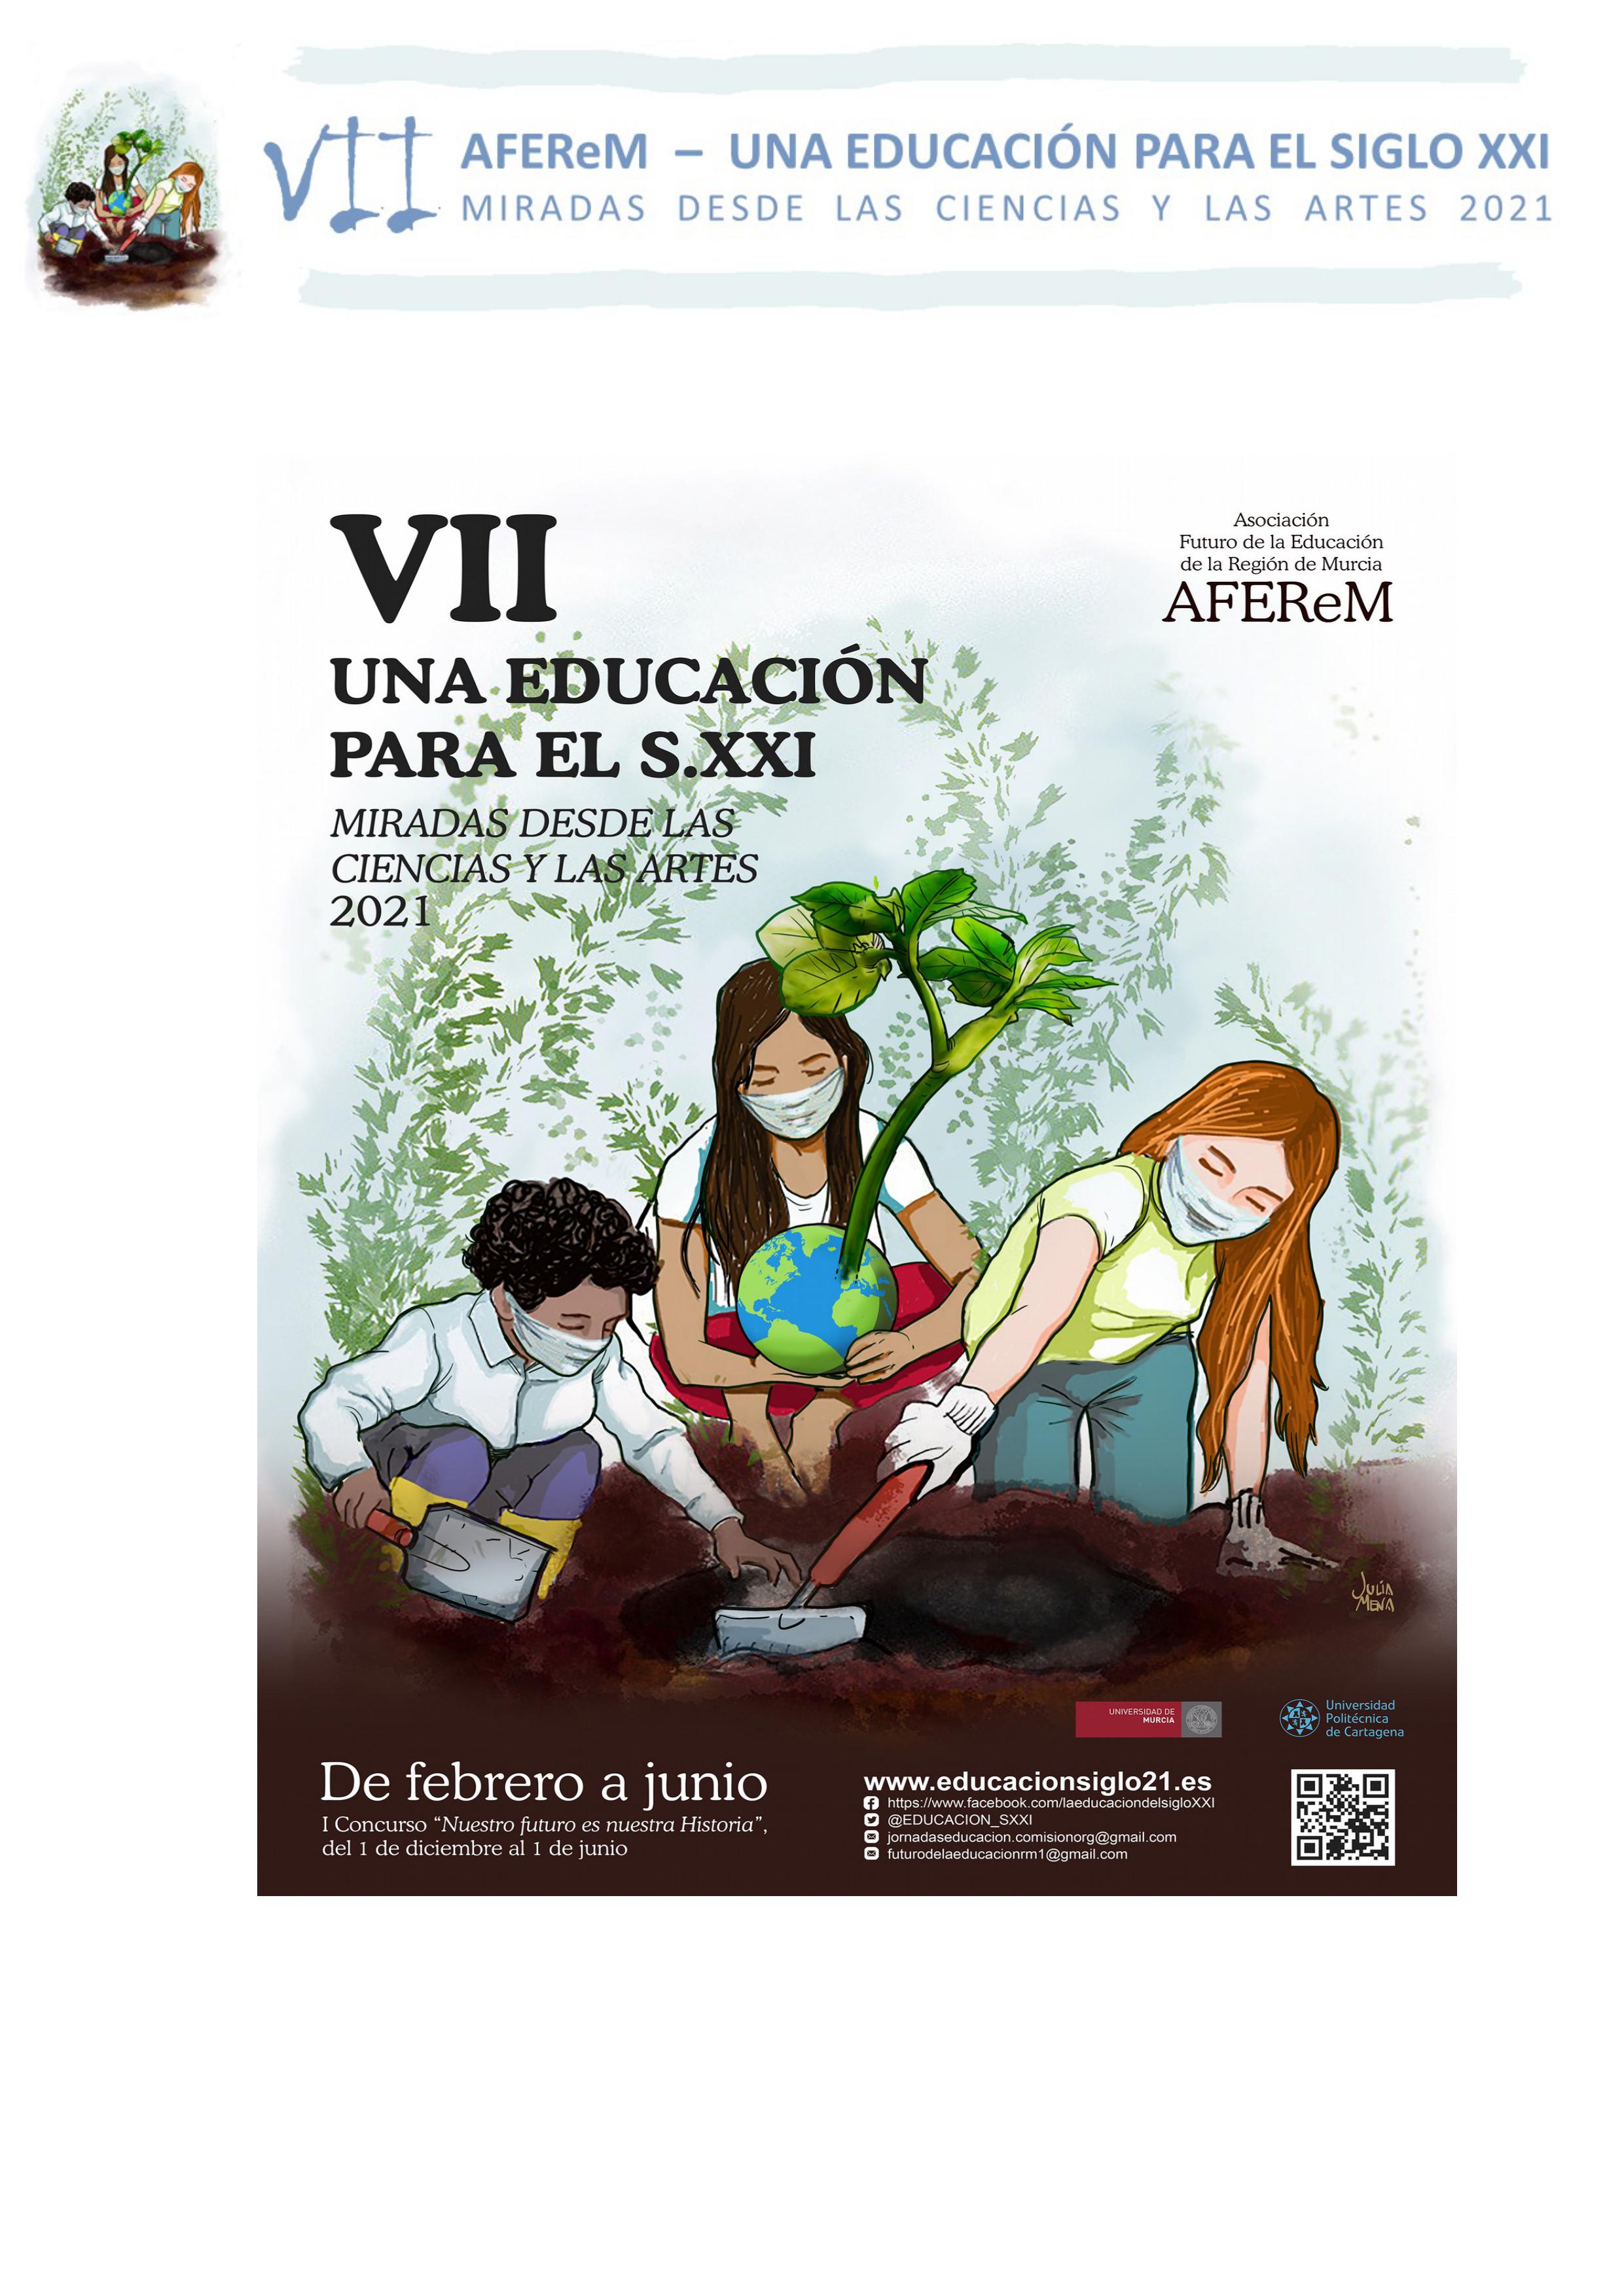 VII
AFEReM – UNA EDUCACIÓN PARA EL SIGLO XXI
MIRADAS DESDE LAS CIENCIAS Y LAS ARTES 2021
VII
UNA EDUCACIÓN
PARA EL S.XXI
MIRADAS DESDE LAS
CIENCIAS Y LAS ARTES
2021
Asociación
Futuro de la Educación
de la Región de Murcia
AFEReM
JULIA
MENA
UNIVERSIDAD DE
MURCIA
Universidad
Politécnica
de Cartagena
De febrero a junio
I Concurso “Nuestro futuro es nuestra Historia”,
del 1 de diciembre al 1 de junio
www.educacionsiglo21.es
https://www.facebook.com/laeducaciondelsigloXXI
@EDUCACION_SXXI
jornadaseducacion.comisionorg@gmail.com
futurodelaeducacionrm1@gmail.com